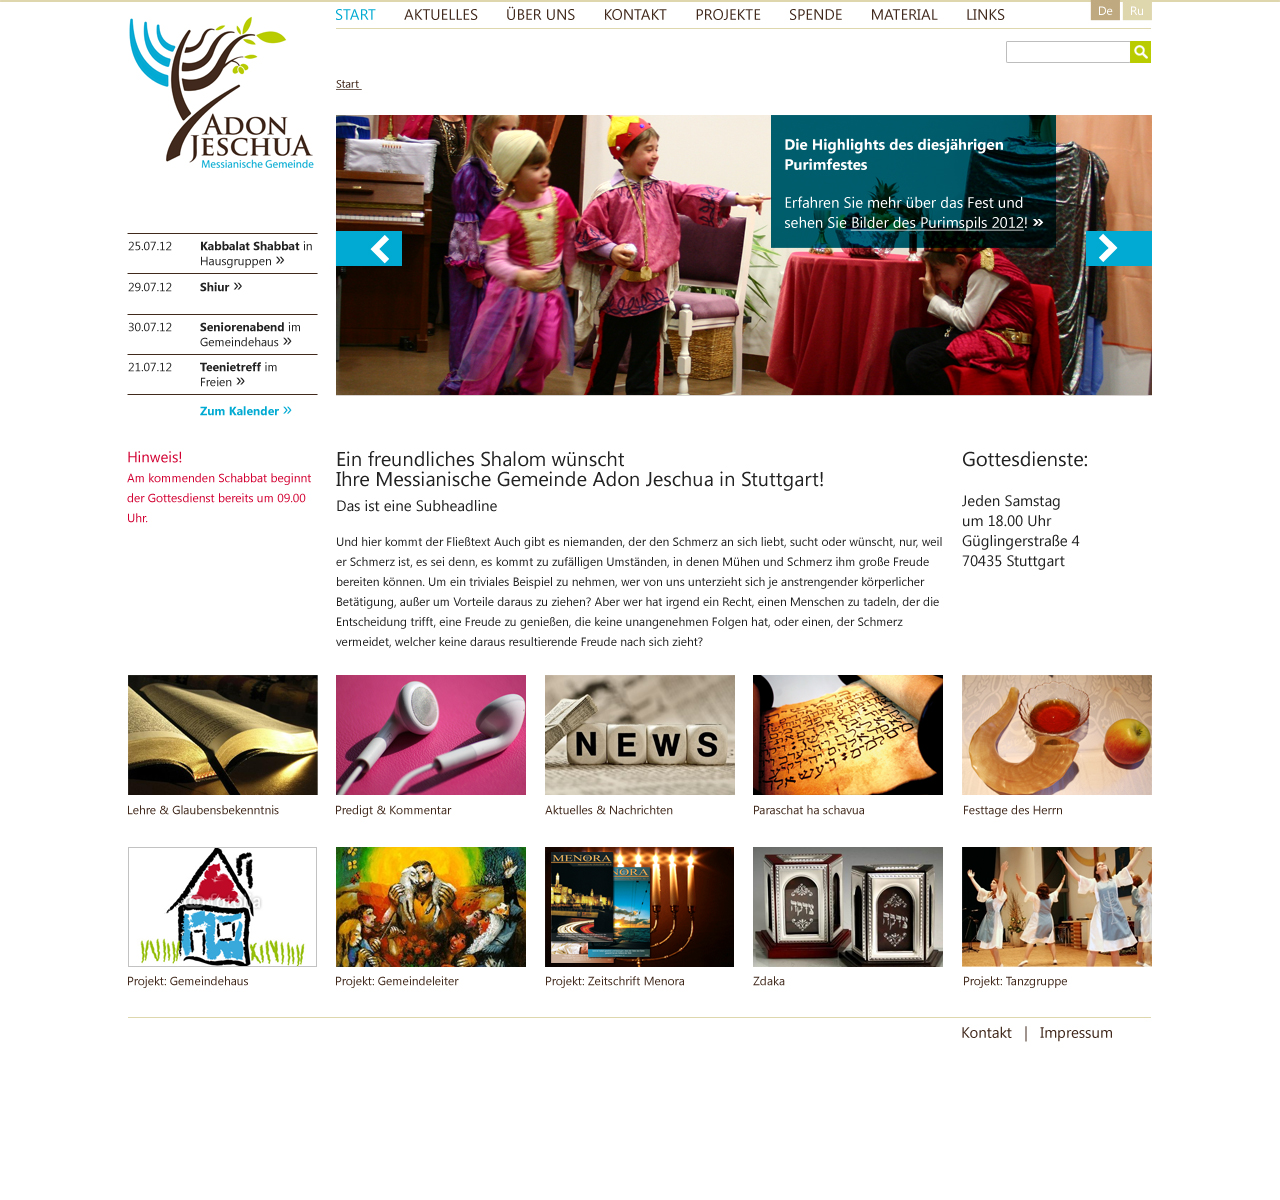 START AKTUELLES ÜBER UNS KONTAKT PROJEKTE SPENDE MATERIAL LINKS
De Ru
ADON
JESCHUA
Messianische Gemeinde
Start
Die Highlights des diesjährigen
Purimfestes
Erfahren Sie mehr über das Fest und
sehen Sie Bilder des Purimspils 2012! »
25.07.12 Kabbalat Shabbat in
Hausgruppen »
29.07.12 Shiur »
30.07.12 Seniorenabend im
Gemeindehaus »
21.07.12 Teenietreff im
Freien »
Zum Kalender »
Hinweis!
Am kommenden Schabbat beginnt
der Gottesdienst bereits um 09.00
Uhr.
Ein freundliches Shalom wünscht
Ihre Messianische Gemeinde Adon Jeschua in Stuttgart!
Das ist eine Subheadline
Und hier kommt der Fließtext Auch gibt es niemanden, der den Schmerz an sich liebt, sucht oder wünscht, nur, weil
er Schmerz ist, es sei denn, es kommt zu zufälligen Umständen, in denen Mühen und Schmerz ihm große Freude
bereiten können. Um ein triviales Beispiel zu nehmen, wer von uns unterzieht sich je anstrengender körperlicher
Betätigung, außer um Vorteile daraus zu ziehen? Aber wer hat irgend ein Recht, einen Menschen zu tadeln, der die
Entscheidung trifft, eine Freude zu genießen, die keine unangenehmen Folgen hat, oder einen, der Schmerz
vermeidet, welcher keine daraus resultierende Freude nach sich zieht?
Gottesdienste:
Jeden Samstag
um 18.00 Uhr
Güglingerstraße 4
70435 Stuttgart
NEWS
Lehre & Glaubensbekenntnis
Predigt & Kommentar
Aktuelles & Nachrichten
Paraschat ha schavua
Festtage des Herrn
MENORA
צדקה
צדקה
Projekt: Gemeindehaus
Projekt: Gemeindeleiter
Projekt: Zeitschrift Menora
Zdaka
Projekt: Tanzgruppe
Kontakt | Impressum